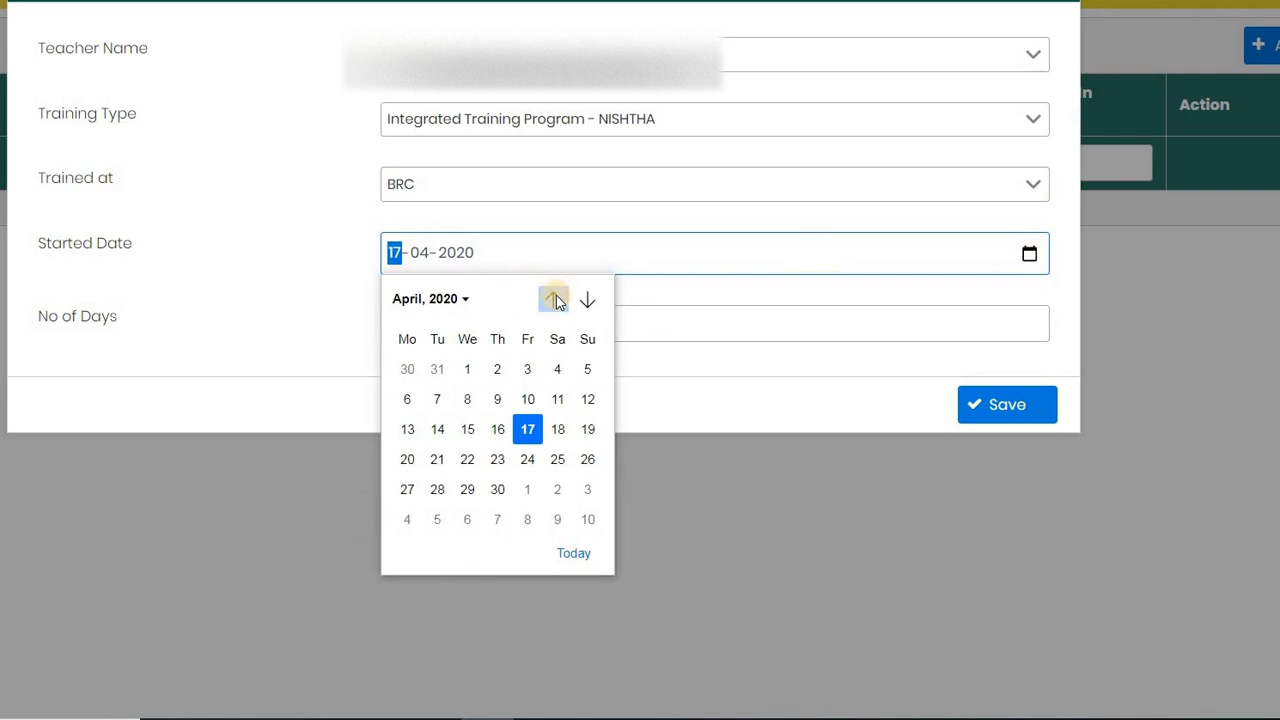 Teacher Name
Training Type
Integrated Training Program - NISHTHA
Trained at
BRC
Started Date
17-04-2020
No of Days
April, 2020
Mo Tu We Th Fr Sa Su
30 31 1 2 3 4 5
6 7 8 9 10 11 12
13 14 15 16 17 18 19
20 21 22 23 24 25 26
27 28 29 30 1 2 3
4 5 6 7 8 9 10
Today
Save
Action